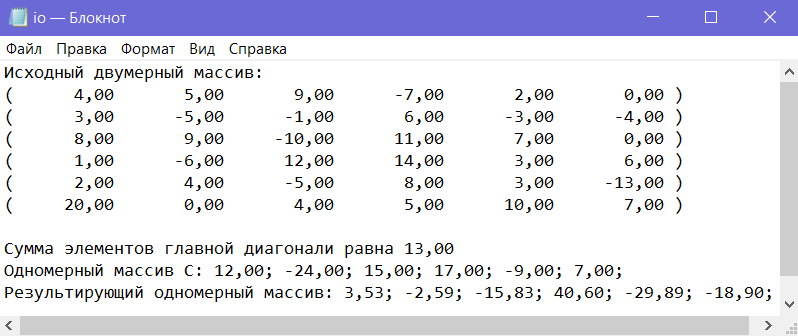 io — Блокнот
Файл Правка Формат Вид Справка
Исходный двумерный массив:
( 4,00 5,00 9,00 -7,00 2,00 0,00 )
( 3,00 -5,00 -1,00 6,00 -3,00 -4,00 )
( 8,00 9,00 -10,00 11,00 7,00 0,00 )
( 1,00 -6,00 12,00 14,00 3,00 6,00 )
( 2,00 4,00 -5,00 8,00 3,00 -13,00 )
( 20,00 0,00 4,00 5,00 10,00 7,00 )
Сумма элементов главной диагонали равна 13,00
Одномерный массив C: 12,00; -24,00; 15,00; 17,00; -9,00; 7,00;
Результирующий одномерный массив: 3,53; -2,59; -15,83; 40,60; -29,89; -18,90;